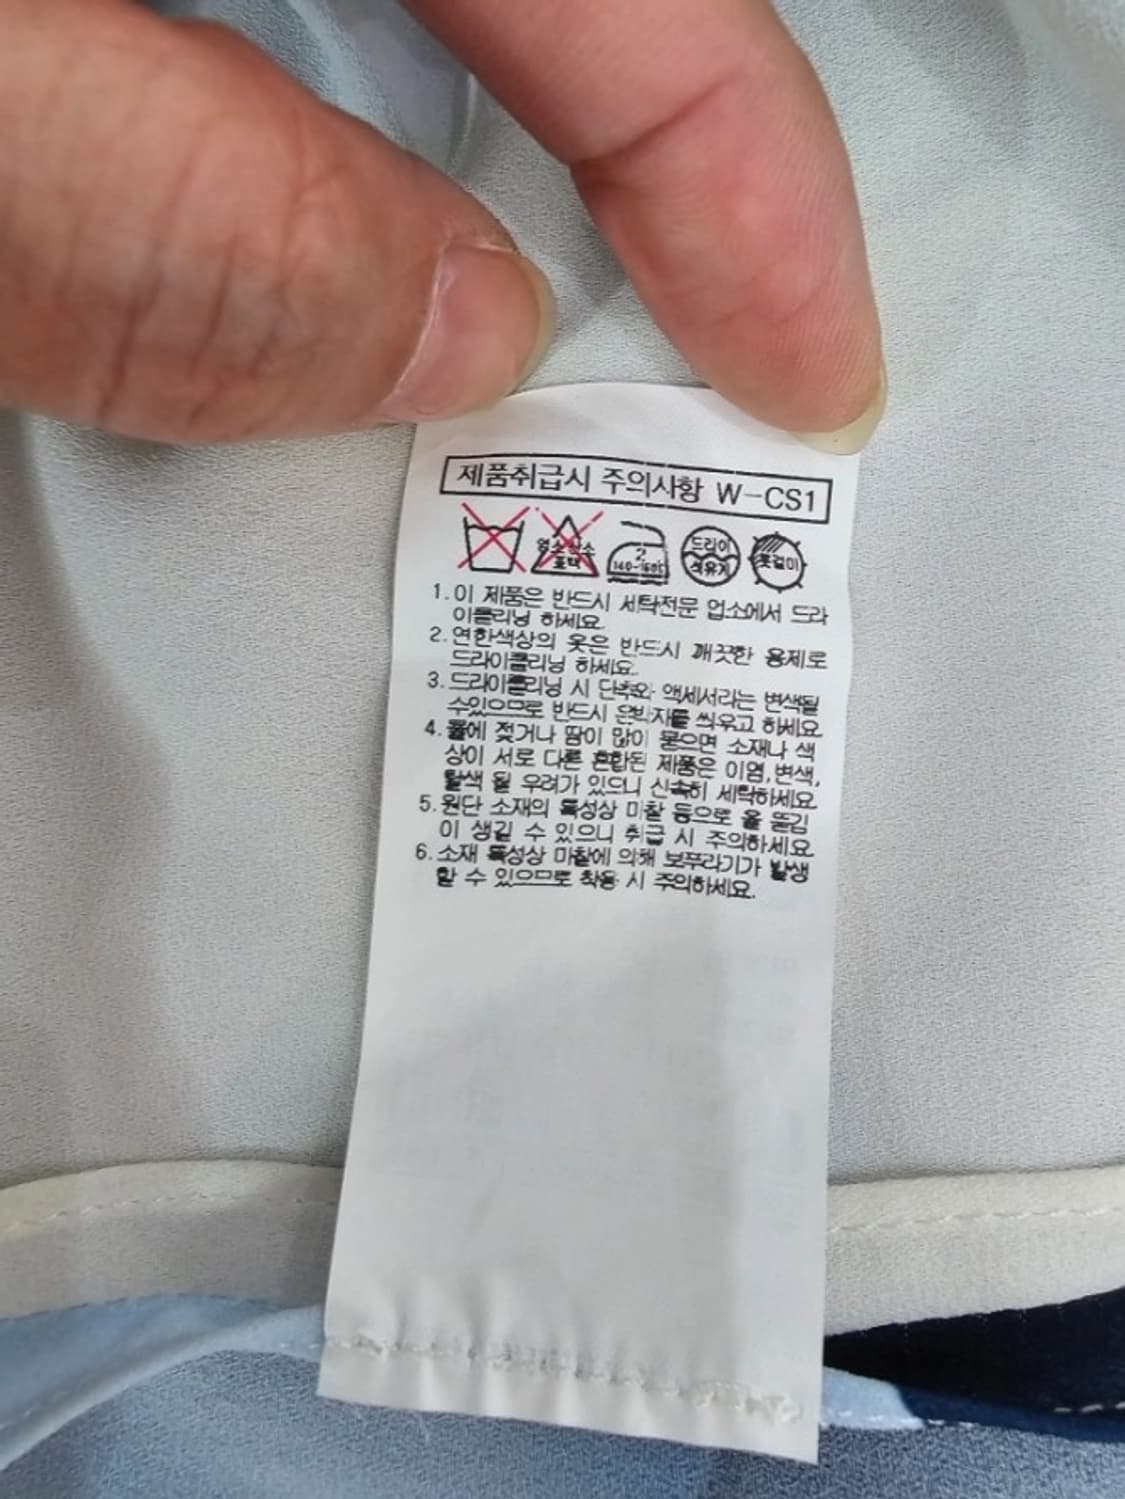 제품취급시 주의사항 W-CS1
염소산소
표백
2
140~160℃
드라이
석유계
옷걸이
1.이 제품은 반드시 세탁전문 업소에서 드라
이클리닝 하세요.
2.연한색상의 옷은 반드시 깨끗한 용제로
드라이클리닝 하세요.
3.드라이클리닝 시 단추와 액세서리는 변색될
수있으므로 반드시 은박지를 씌우고 하세요.
4.물에 젖거나 땀이 많이 묻으면 소재나 색
상이 서로 다른 혼합된 제품은 이염,변색,
탈색 될 우려가 있으니 신속히 세탁하세요.
5.원단 소재의 특성상 마찰 등으로 올 뜯김
이 생길 수 있으니 취급 시 주의하세요.
6.소재 특성상 마찰에 의해 보푸라기가 발생
할 수 있으므로 착용 시 주의하세요.